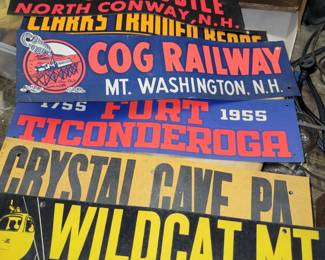 NORTH CONWAY, N.H.
CLARKS TRAINED BEARS
COG RAILWAY
MT. WASHINGTON, N.H.
1755 FORT 1955
TICONDEROGA
CRYSTAL CAVE PA.
WILDCAT MT.